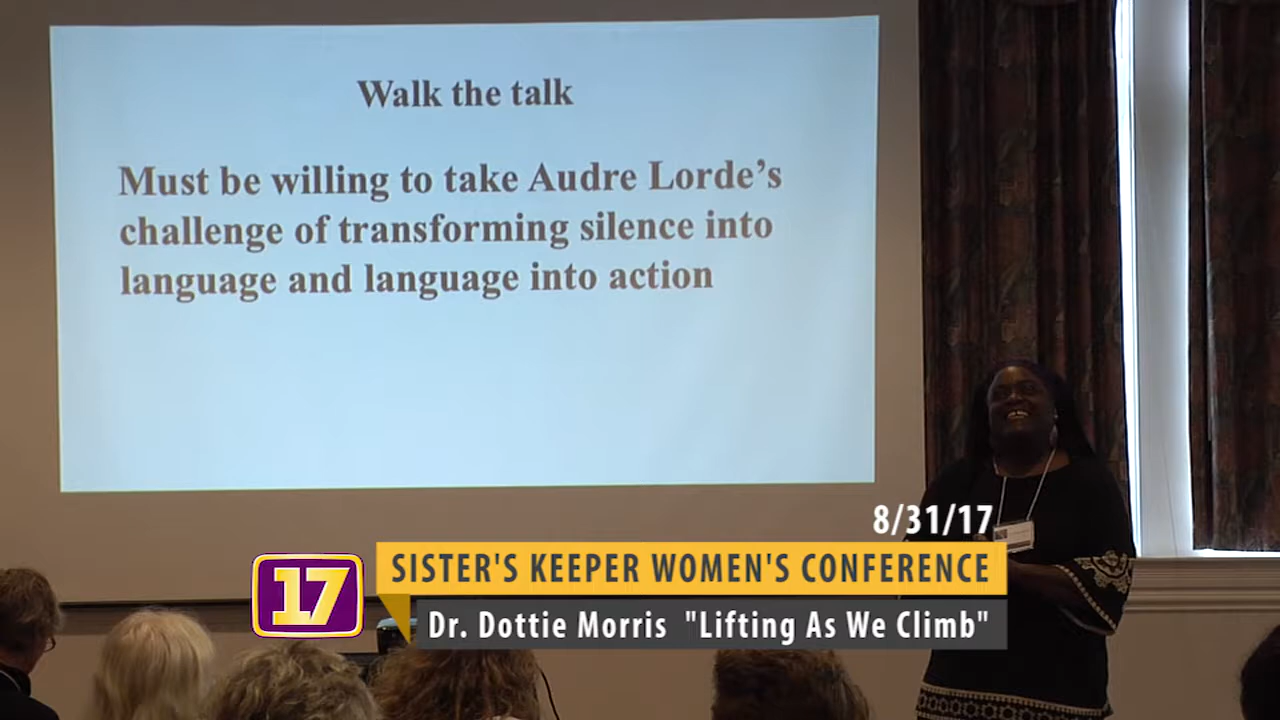 Walk the talk
Must be willing to take Audre Lorde's
challenge of transforming silence into
language and language into action
8/31/17
SISTER'S KEEPER WOMEN'S CONFERENCE
17
Dr. Dottie Morris "Lifting As We Climb"